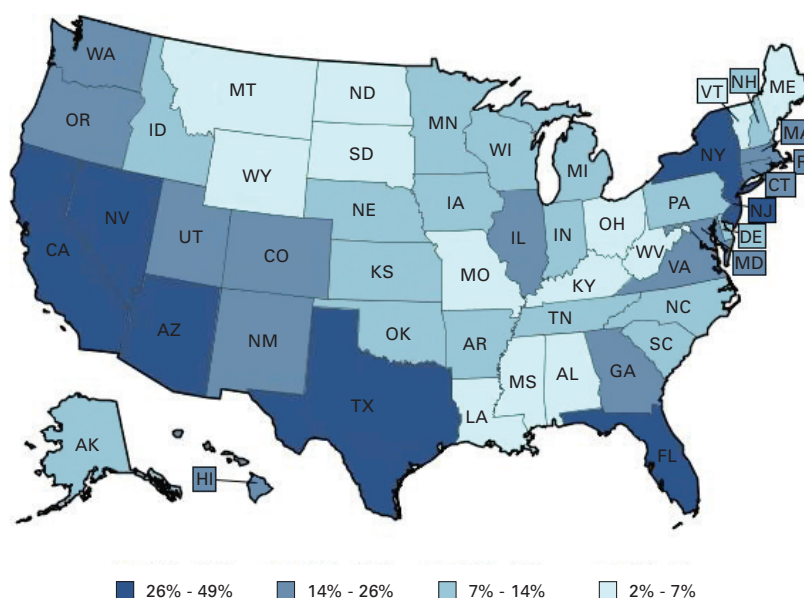 WA
MT
ND
MN
VT
NH
ME
OR
ID
WI
MA
SD
NY
WY
MI
CT
IA
PA
NJ
NE
NV
OH
DE
IL
IN
UT
CO
WV
MD
CA
VA
KS
MO
KY
NC
TN
OK
AZ
NM
AR
SC
MS
AL
GA
TX
LA
AK
FL
HI
26% - 49%
14% - 26%
7% - 14%
2% - 7%